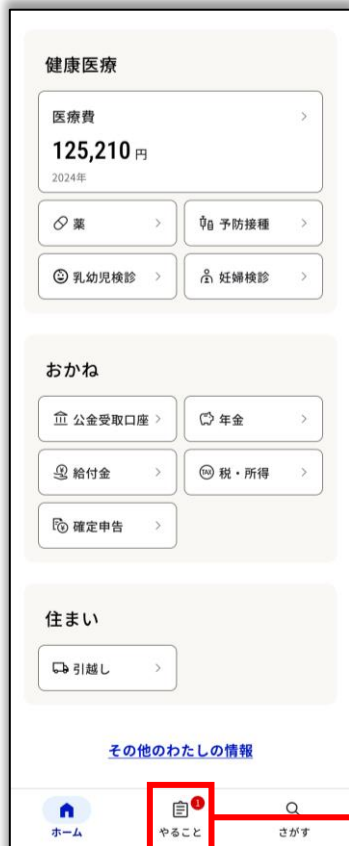 健康医療
医療費
125,210 円
2024年
薬
予防接種
乳幼児検診
妊婦検診
おかね
公金受取口座
年金
給付金
TAX 税・所得
確定申告
住まい
引越し
その他のわたしの情報
1
ホーム
やること
さがす